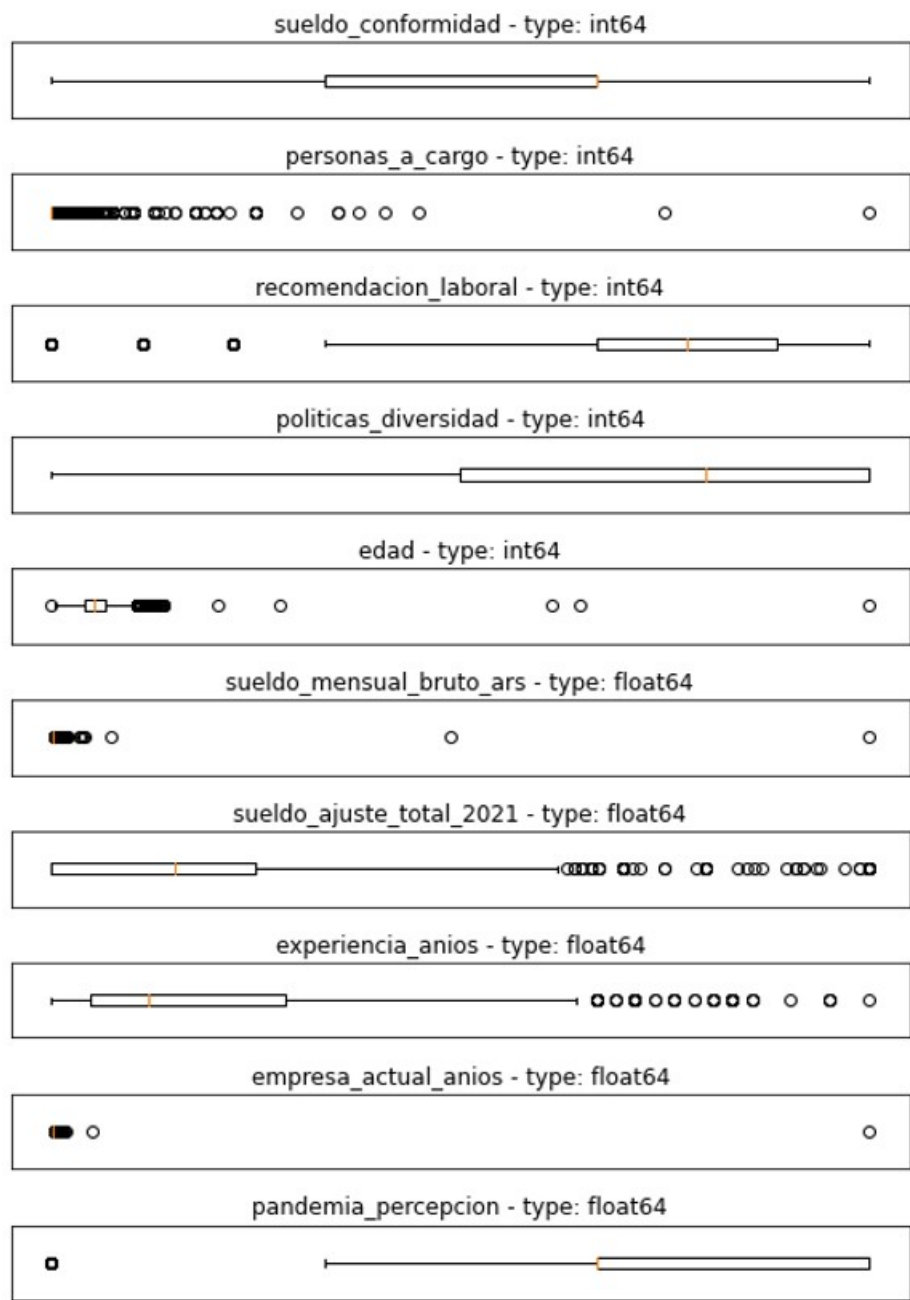 sueldo_conformidad - type: int64
personas_a_cargo - type: int64
recomendacion_laboral - type: int64
politicas_diversidad - type: int64
edad - type: int64
sueldo_mensual_bruto_ars - type: float64
sueldo_ajuste_total_2021 - type: float64
experiencia_anios - type: float64
empresa_actual_anios - type: float64
pandemia_percepcion - type: float64